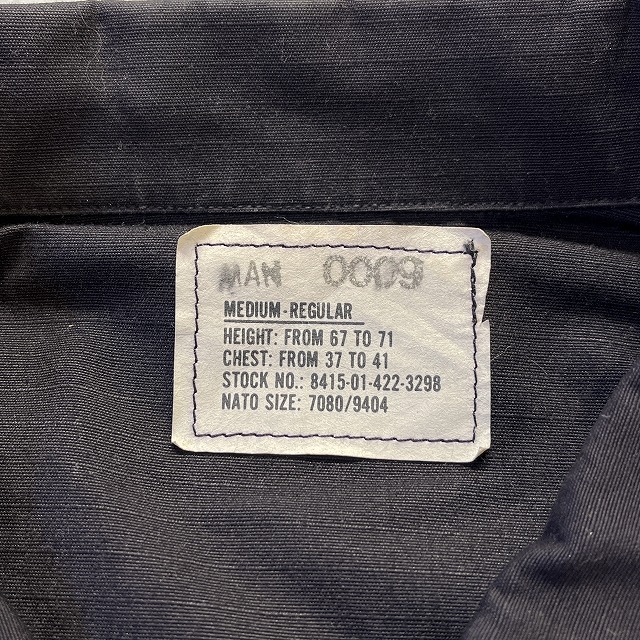 MAN 0009
MEDIUM-REGULAR
HEIGHT: FROM 67 TO 71
CHEST: FROM 37 TO 41
STOCK NO.: 8415-01-422-3298
NATO SIZE: 7080/9404